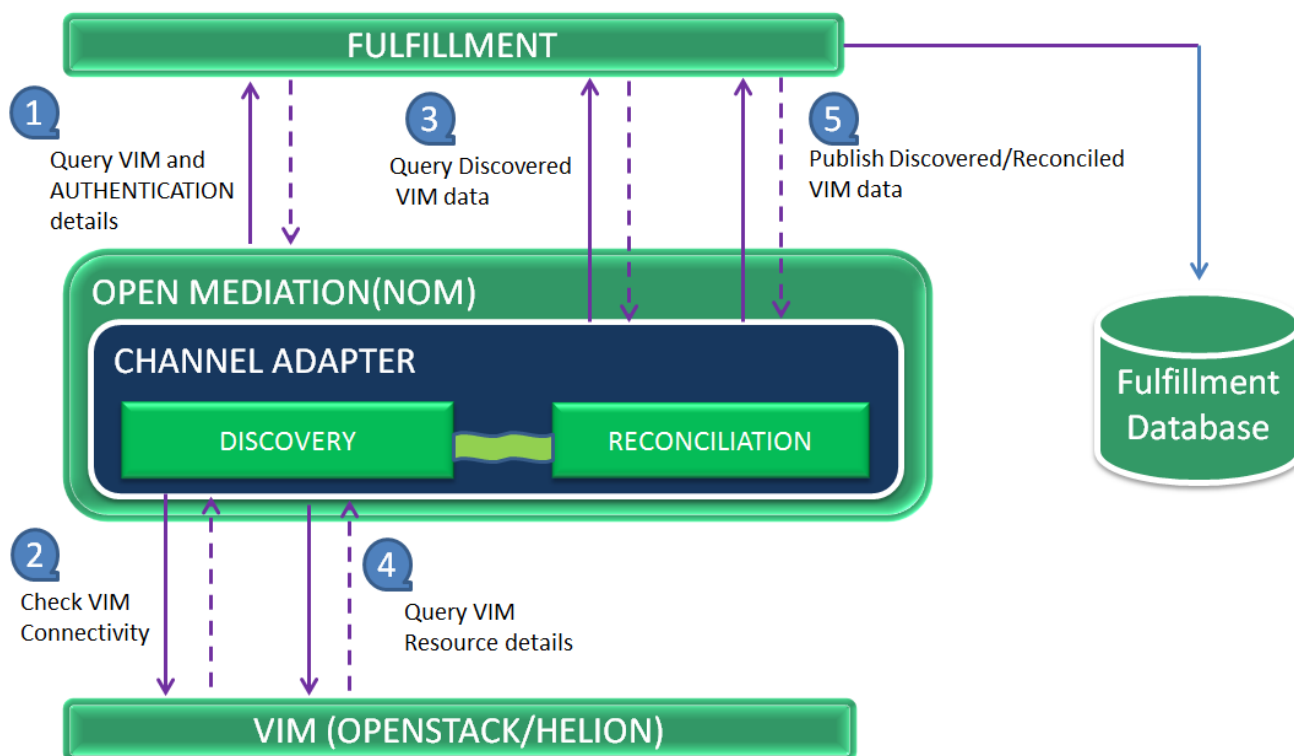 FULFILLMENT
1
Query VIM and
AUTHENTICATION
details
3
Query Discovered
VIM data
5
Publish Discovered/Reconciled
VIM data
OPEN MEDIATION(NOM)
CHANNEL ADAPTER
DISCOVERY
RECONCILIATION
Fulfillment
Database
2
Check VIM
Connectivity
4
Query VIM
Resource details
VIM (OPENSTACK/HELION)